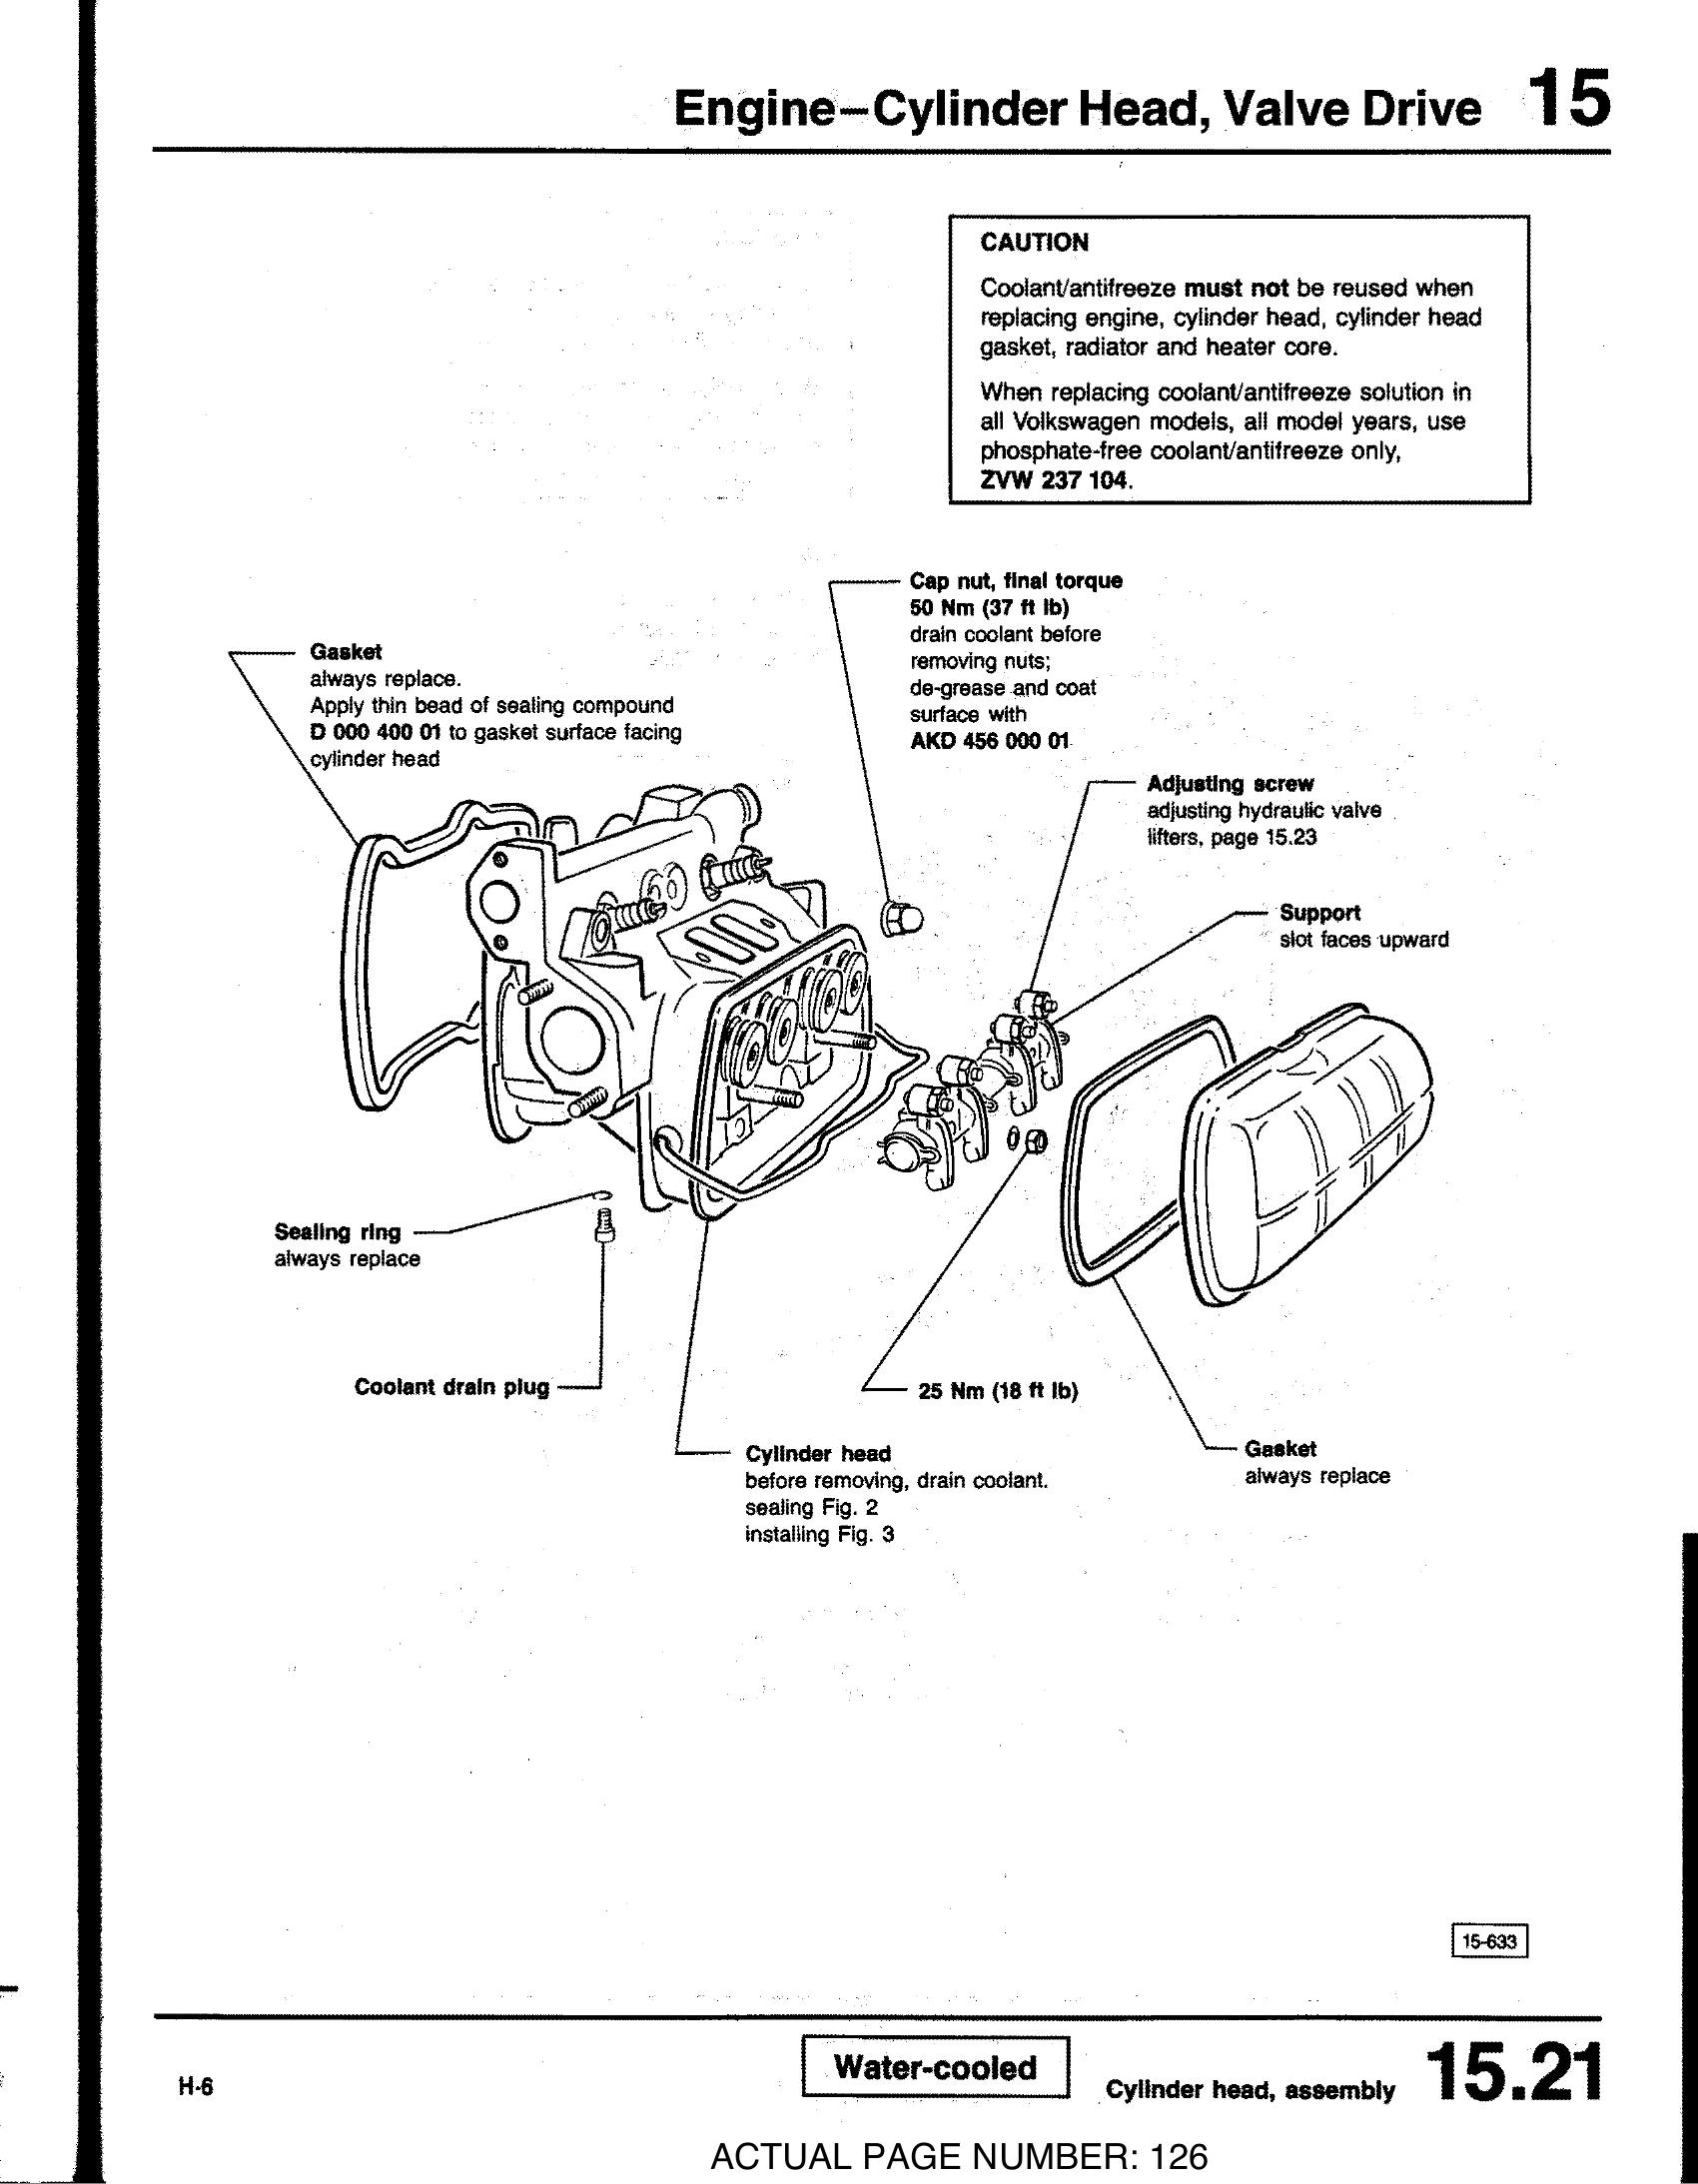 Engine–Cylinder Head, Valve Drive 15
CAUTION
Coolant/antifreeze must not be reused when
replacing engine, cylinder head, cylinder head
gasket, radiator and heater core.
When replacing coolant/antifreeze solution in
all Volkswagen models, all model years, use
phosphate-free coolant/antifreeze only,
ZVW 237 104.
Cap nut, final torque
50 Nm (37 ft lb)
drain coolant before
removing nuts;
de-grease and coat
surface with
AKD 456 000 01
Gasket
always replace.
Apply thin bead of sealing compound
D 000 400 01 to gasket surface facing
cylinder head
Adjusting screw
adjusting hydraulic valve
lifters, page 15.23
Support
slot faces upward
Sealing ring
always replace
Coolant drain plug
25 Nm (18 ft lb)
Cylinder head
before removing, drain coolant.
sealing Fig. 2
installing Fig. 3
Gasket
always replace
15-633
H-6
Water-cooled
Cylinder head, assembly 15.21
ACTUAL PAGE NUMBER: 126